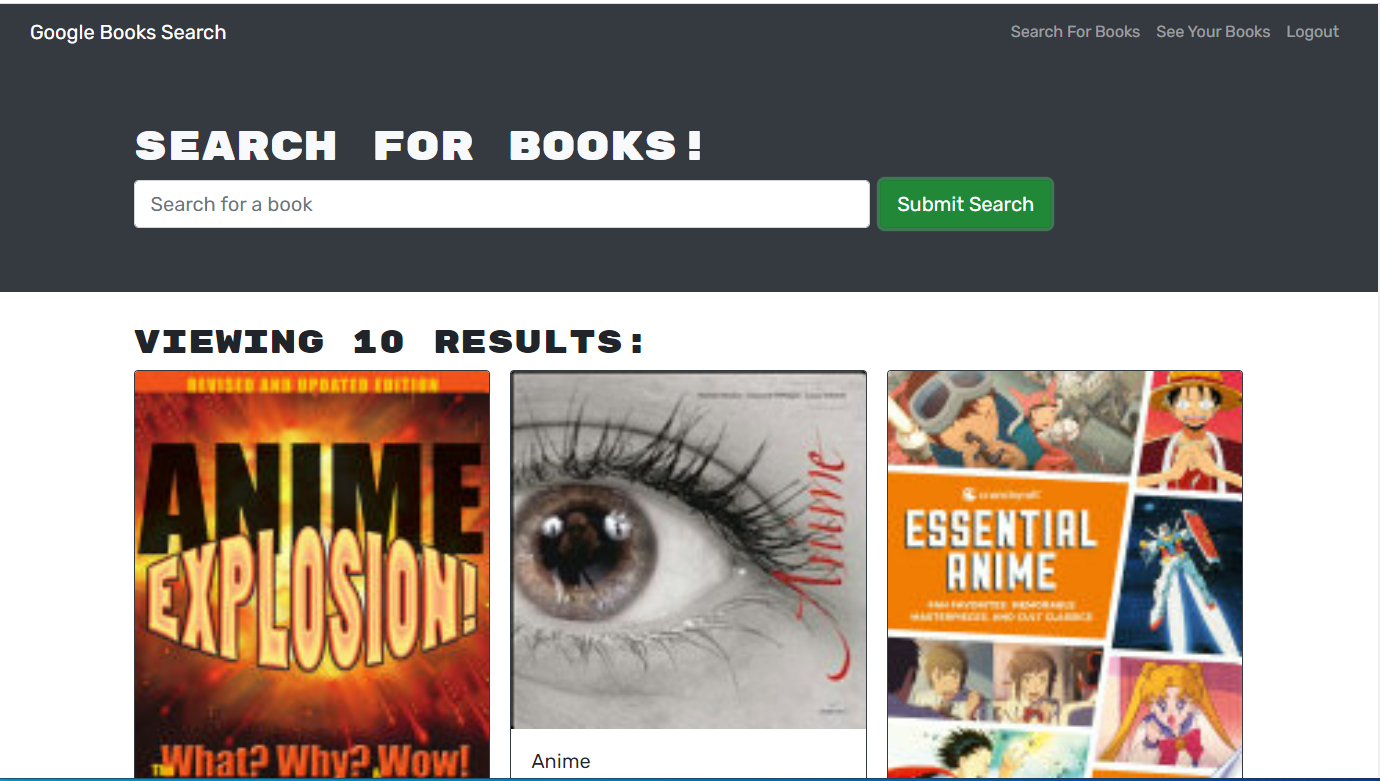 Google Books Search
Search For Books
See Your Books
Logout
SEARCH FOR BOOKS!
Search for a book
Submit Search
VIEWING 10 RESULTS:
REVISED AND UPDATED EDITION
ANIME
EXPLOSION!
The What? Why? Wow!
Anime
Anime
crunchyroll
ESSENTIAL
ANIME
FAN FAVORITES, MEMORABLE
MASTERPIECES, AND CULT CLASSICS